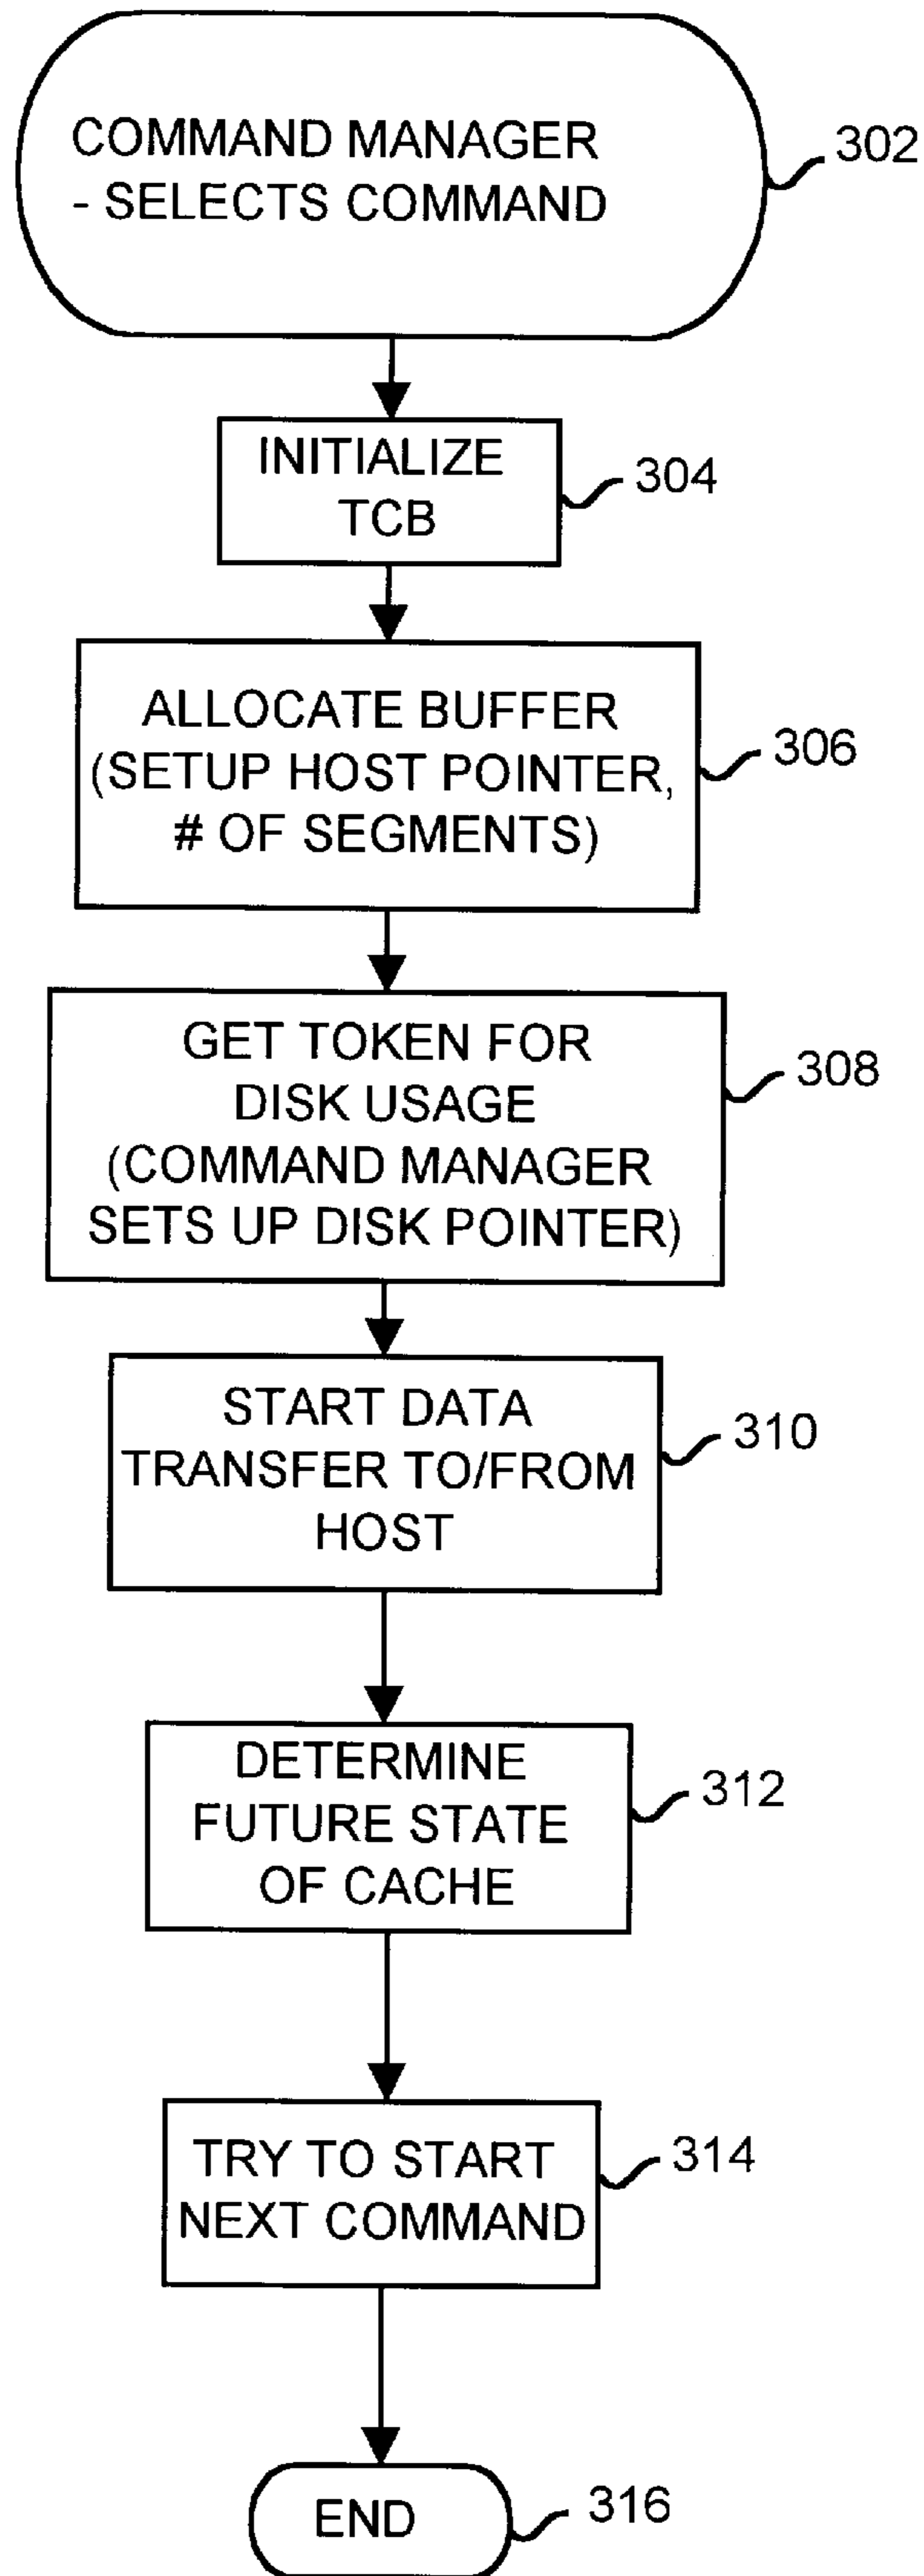 COMMAND MANAGER
- SELECTS COMMAND
302
INITIALIZE
TCB
304
ALLOCATE BUFFER
(SETUP HOST POINTER,
# OF SEGMENTS)
306
GET TOKEN FOR
DISK USAGE
(COMMAND MANAGER
SETS UP DISK POINTER)
308
START DATA
TRANSFER TO/FROM
HOST
310
DETERMINE
FUTURE STATE
OF CACHE
312
TRY TO START
NEXT COMMAND
314
END
316